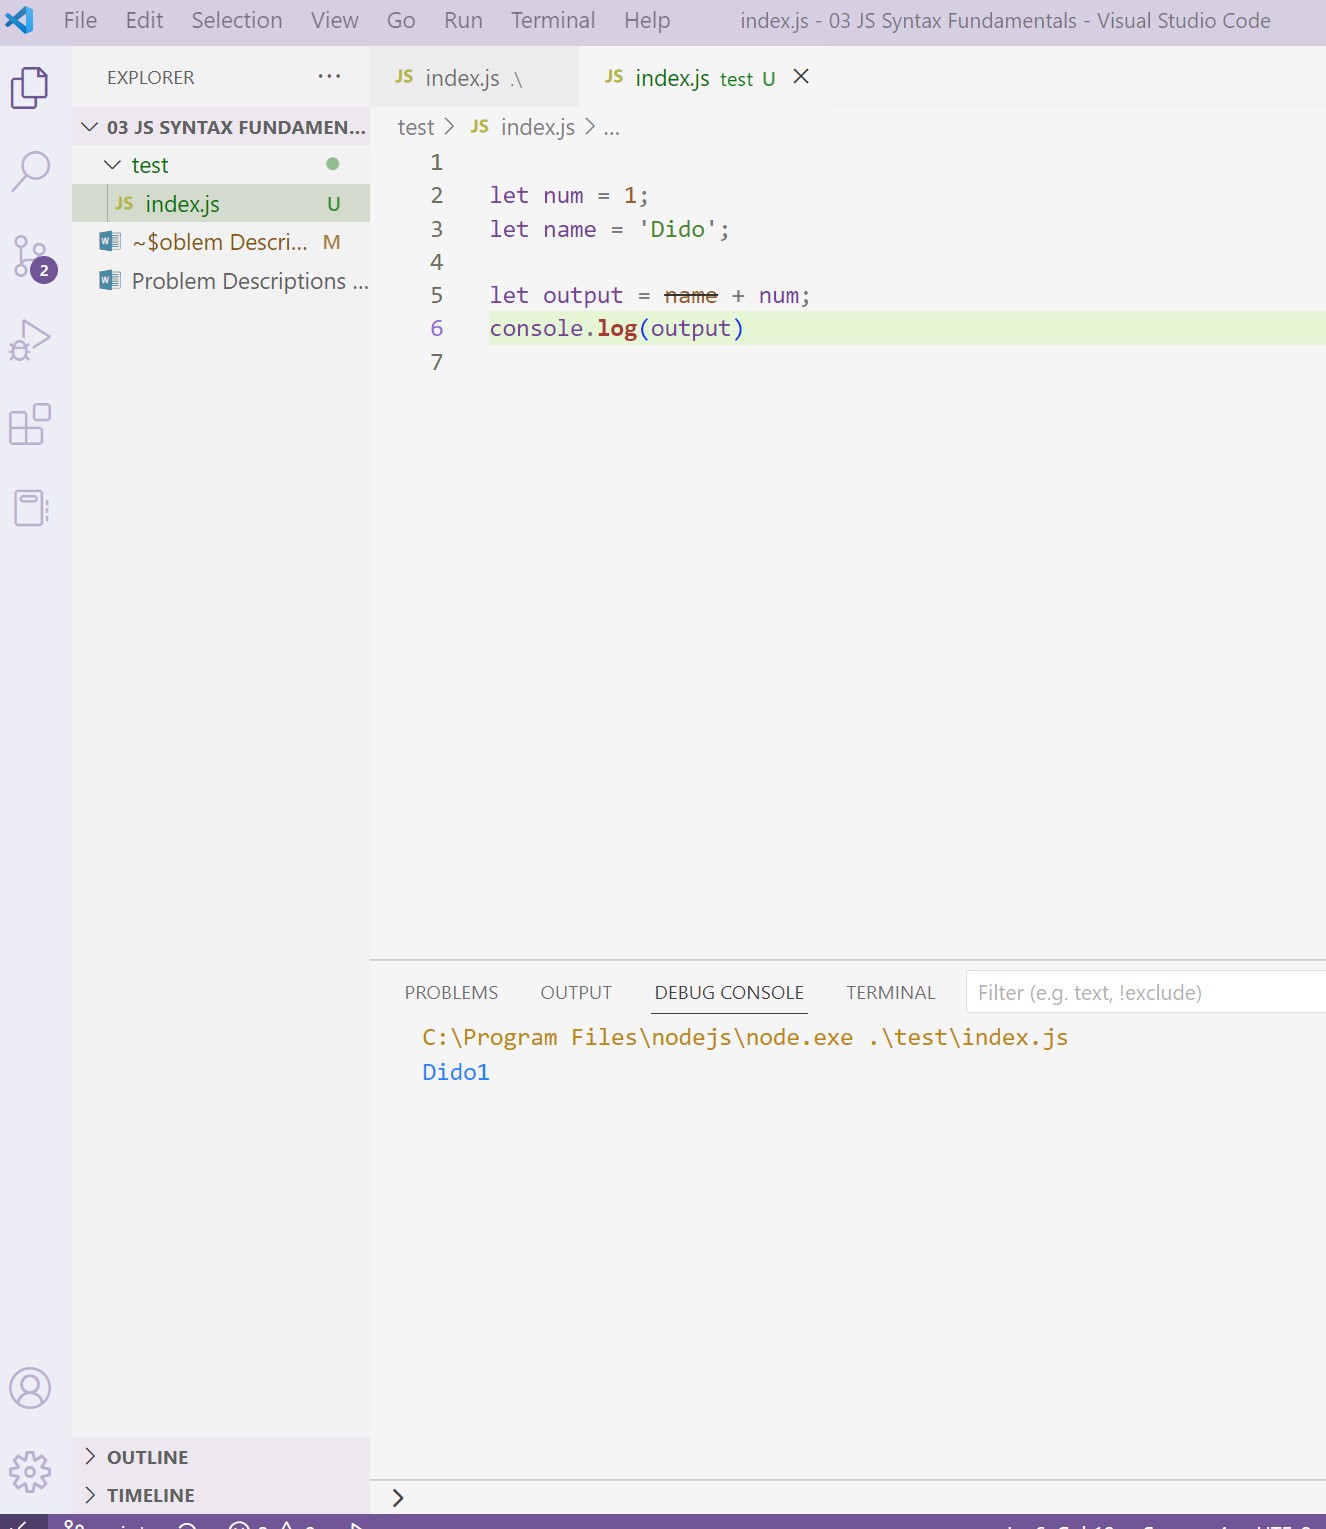 File Edit Selection View Go Run Terminal Help index.js - 03 JS Syntax Fundamentals - Visual Studio Code
EXPLORER ···
03 JS SYNTAX FUNDAMEN...
test
JS index.js U
~$oblem Descri... M
Problem Descriptions ...
2
JS index.js .\
JS index.js test U
test > JS index.js > ...
1
2 let num = 1;
3 let name = 'Dido';
4
5 let output = name + num;
6 console.log(output)
7
PROBLEMS OUTPUT DEBUG CONSOLE TERMINAL Filter (e.g. text, !exclude)
C:\Program Files\nodejs\node.exe .\test\index.js
Dido1
OUTLINE
TIMELINE
>